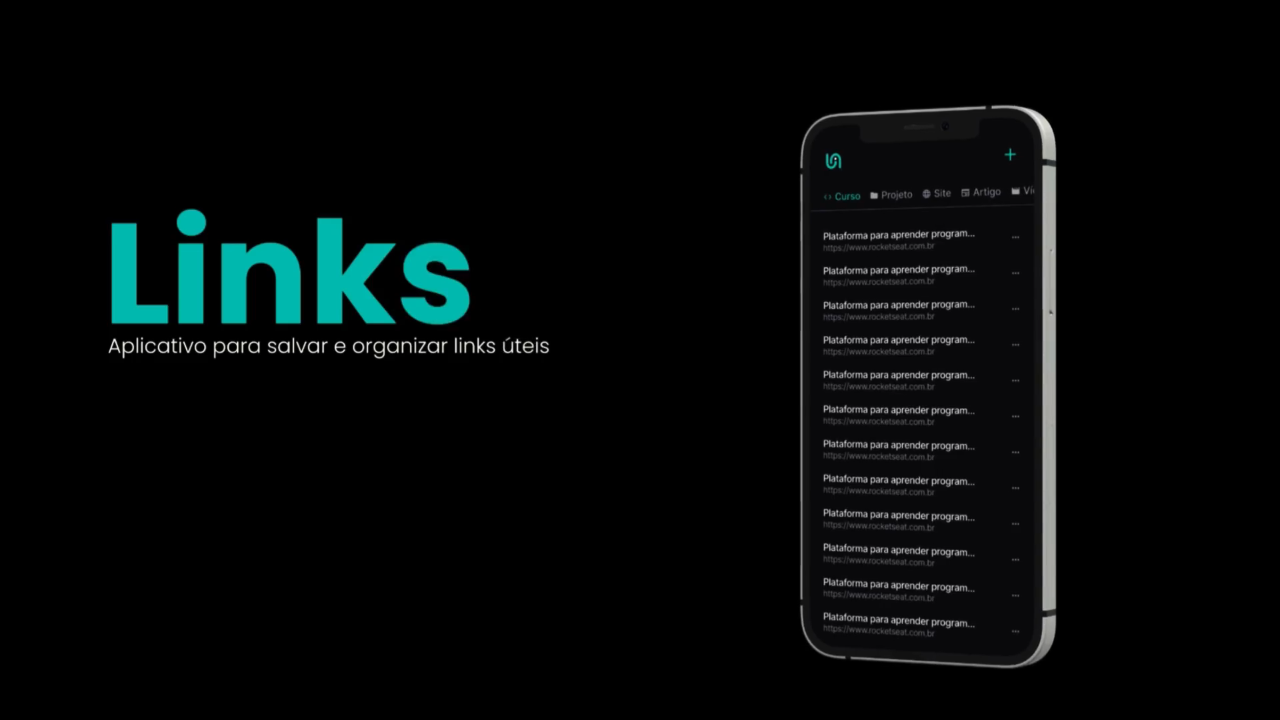 Links
Aplicativo para salvar e organizar links úteis
Curso Projeto Site Artigo Ví
Plataforma para aprender program...
https://www.rocketseat.com.br
Plataforma para aprender program...
https://www.rocketseat.com.br
Plataforma para aprender program...
https://www.rocketseat.com.br
Plataforma para aprender program...
https://www.rocketseat.com.br
Plataforma para aprender program...
https://www.rocketseat.com.br
Plataforma para aprender program...
https://www.rocketseat.com.br
Plataforma para aprender program...
https://www.rocketseat.com.br
Plataforma para aprender program...
https://www.rocketseat.com.br
Plataforma para aprender program...
https://www.rocketseat.com.br
Plataforma para aprender program...
https://www.rocketseat.com.br
Plataforma para aprender program...
https://www.rocketseat.com.br
Plataforma para aprender program...
https://www.rocketseat.com.br